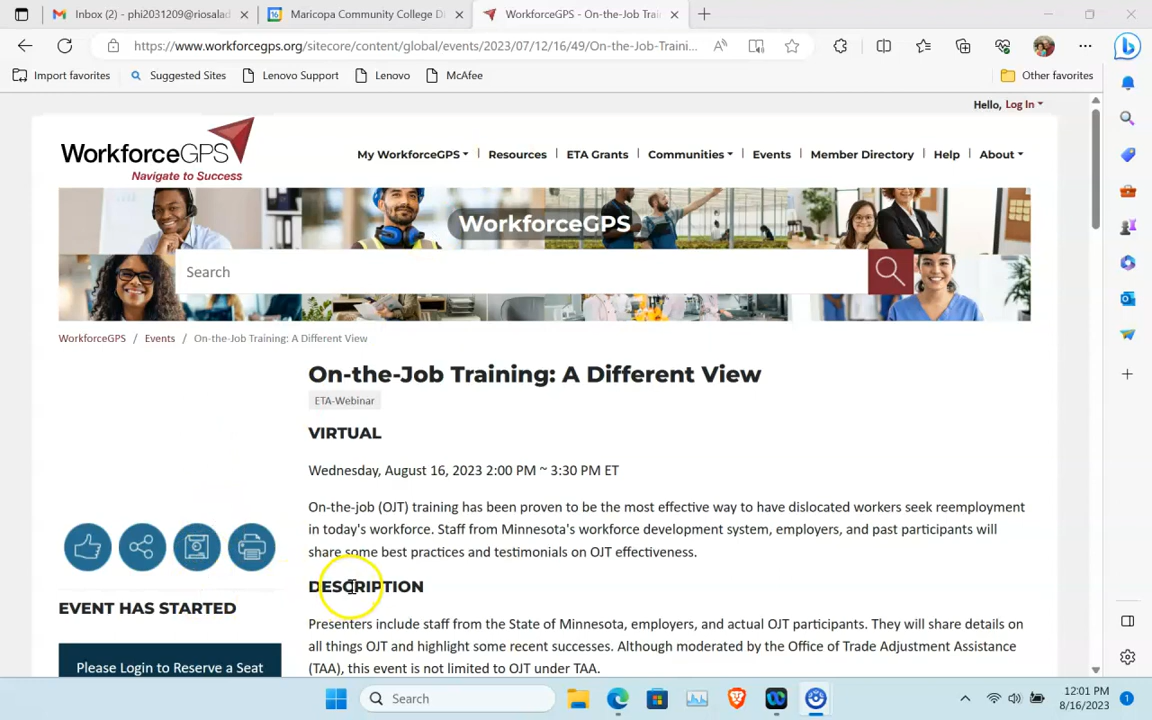 Inbox (2) - phi2031209@riosalad
Maricopa Community College D
WorkforceGPS - On-the-Job Trai
https://www.workforcegps.org/sitecore/content/global/events/2023/07/12/16/49/On-the-Job-Traini...
Import favorites
Suggested Sites
Lenovo Support
Lenovo
McAfee
Other favorites
Hello, Log In
WorkforceGPS
Navigate to Success
My WorkforceGPS
Resources
ETA Grants
Communities
Events
Member Directory
Help
About
WorkforceGPS
Search
WorkforceGPS / Events / On-the-Job Training: A Different View
On-the-Job Training: A Different View
ETA-Webinar
VIRTUAL
Wednesday, August 16, 2023 2:00 PM ~ 3:30 PM ET
On-the-job (OJT) training has been proven to be the most effective way to have dislocated workers seek reemployment
in today's workforce. Staff from Minnesota's workforce development system, employers, and past participants will
share some best practices and testimonials on OJT effectiveness.
DESCRIPTION
Presenters include staff from the State of Minnesota, employers, and actual OJT participants. They will share details on
all things OJT and highlight some recent successes. Although moderated by the Office of Trade Adjustment Assistance
(TAA), this event is not limited to OJT under TAA.
EVENT HAS STARTED
Please Login to Reserve a Seat
Search
12:01 PM
8/16/2023
1